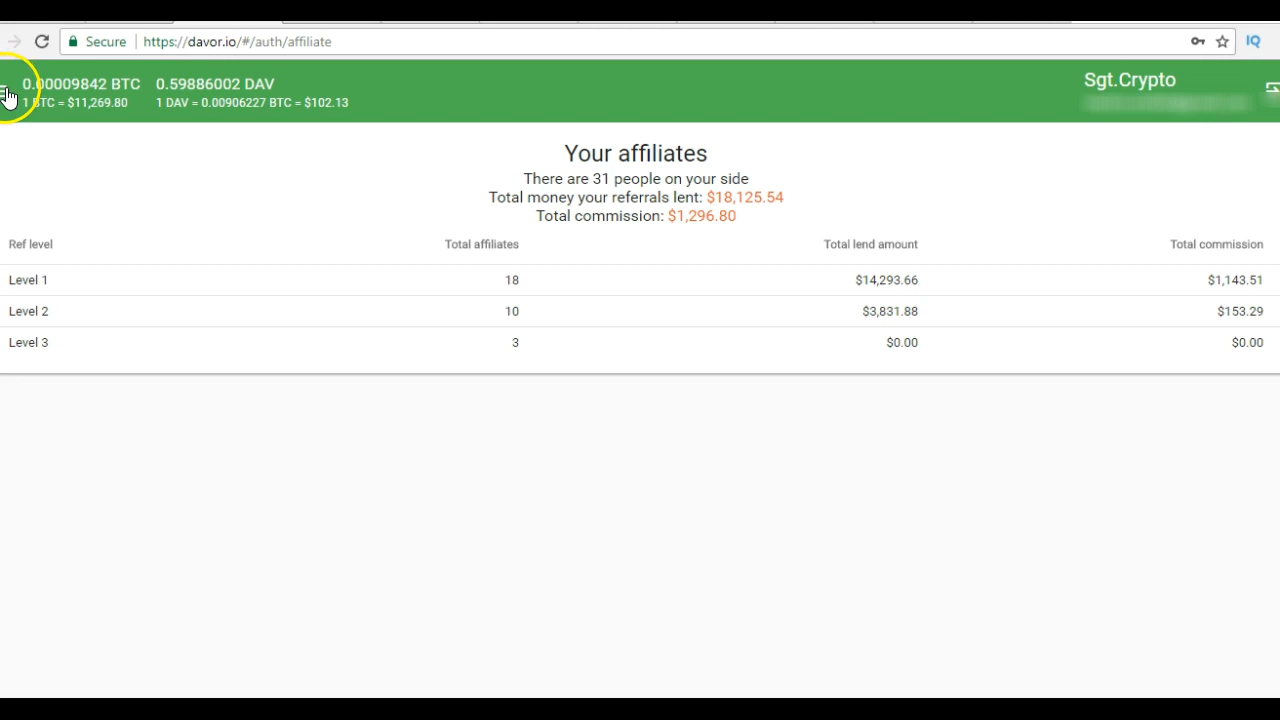 Secure https://davor.io/#/auth/affiliate IQ
0.00009842 BTC 0.59886002 DAV Sgt.Crypto
1 BTC = $11,269.80 1 DAV = 0.00906227 BTC = $102.13
Your affiliates
There are 31 people on your side
Total money your referrals lent: $18,125.54
Total commission: $1,296.80
Ref level Total affiliates Total lend amount Total commission
Level 1 18 $14,293.66 $1,143.51
Level 2 10 $3,831.88 $153.29
Level 3 3 $0.00 $0.00